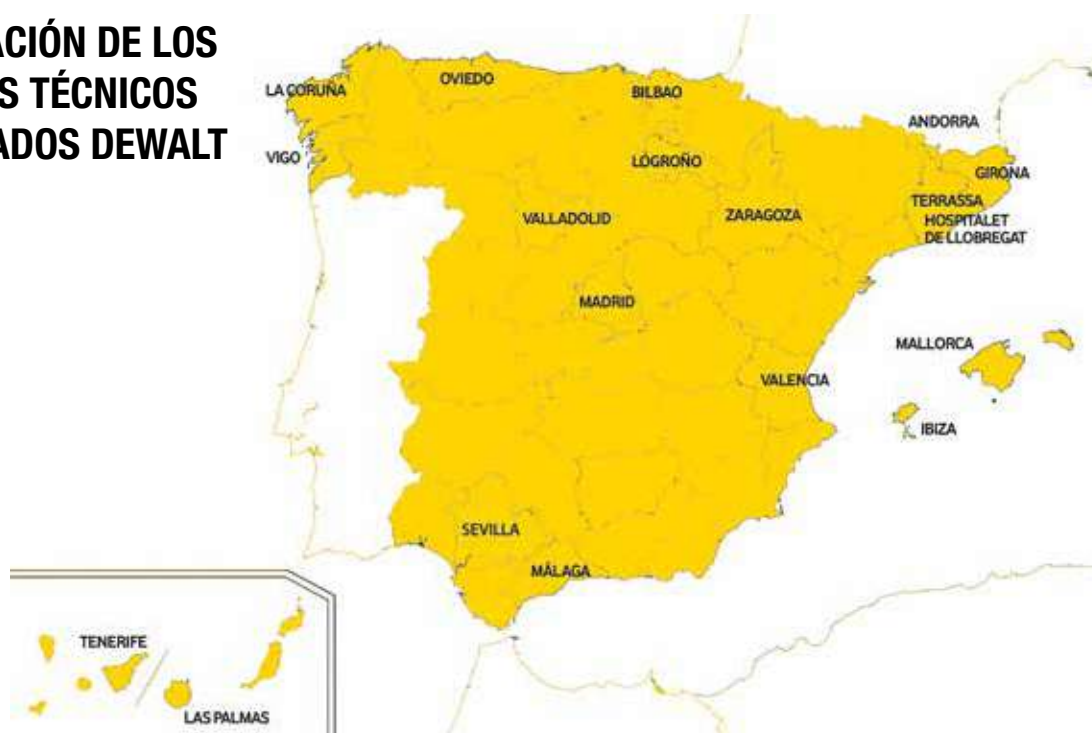 ACIÓN DE LOS
S TÉCNICOS
ADOS DEWALT
LA CORUÑA
OVIEDO
BILBAO
ANDORRA
VIGO
LOGROÑO
GIRONA
TERRASSA
VALLADOLID
ZARAGOZA
HOSPITALET
DE LLOBREGAT
MADRID
MALLORCA
VALENCIA
IBIZA
SEVILLA
MÁLAGA
TENERIFE
LAS PALMAS